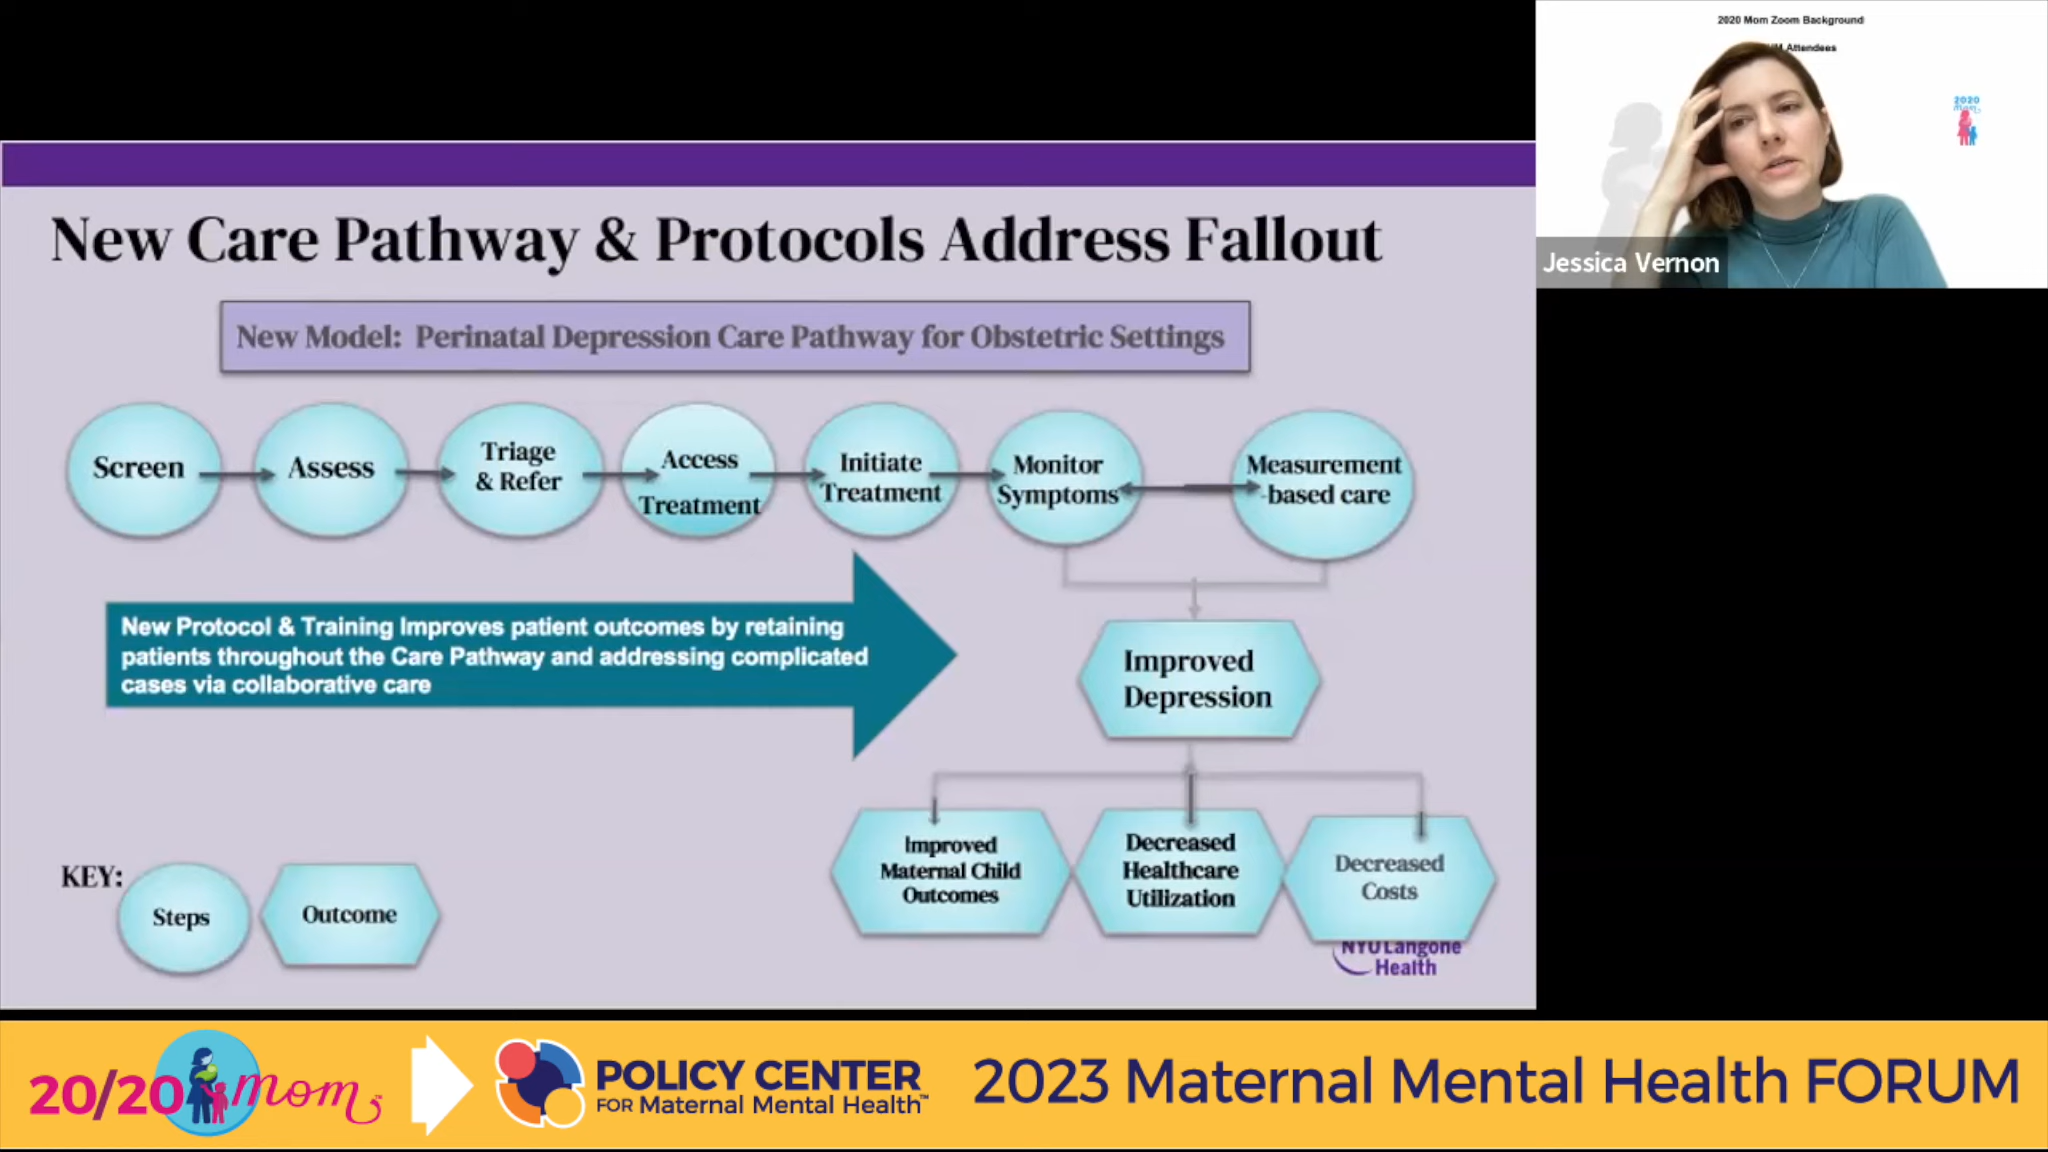 2020 Mom Zoom Background
Attendees
2020
Jessica Vernon
New Care Pathway & Protocols Address Fallout
New Model: Perinatal Depression Care Pathway for Obstetric Settings
Screen
Assess
Triage
& Refer
Access
Treatment
Initiate
Treatment
Monitor
Symptoms
Measurement
-based care
New Protocol & Training Improves patient outcomes by retaining
patients throughout the Care Pathway and addressing complicated
cases via collaborative care
Improved
Depression
Improved
Maternal Child
Outcomes
Decreased
Healthcare
Utilization
Decreased
Costs
KEY:
Steps
Outcome
NYU Langone
Health
20/20 mom
POLICY CENTER
FOR Maternal Mental Health™
2023 Maternal Mental Health FORUM